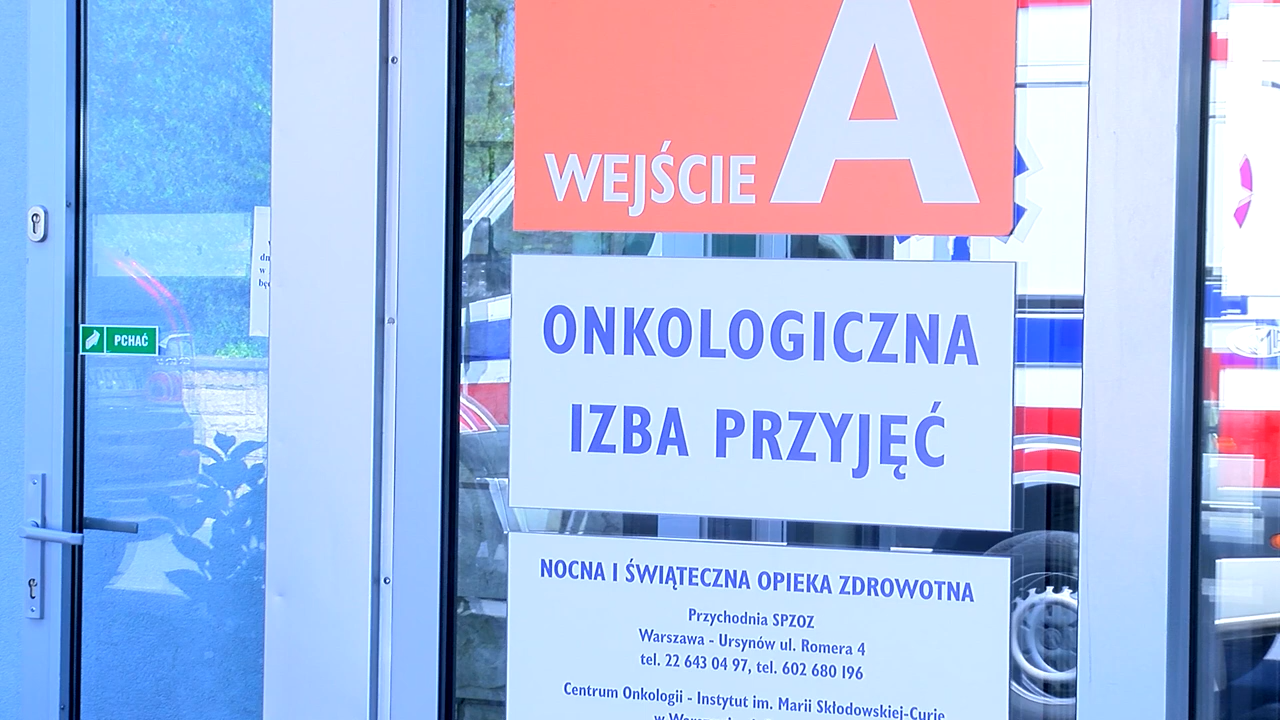 WEJŚCIE A
PCHAĆ
ONKOLOGICZNA
IZBA PRZYJĘĆ
NOCNA I ŚWIĄTECZNA OPIEKA ZDROWOTNA
Przychodnia SPZOZ
Warszawa - Ursynów ul. Romera 4
tel. 22 643 04 97, tel. 602 680 196
Centrum Onkologii - Instytut im. Marii Skłodowskiej-Curie